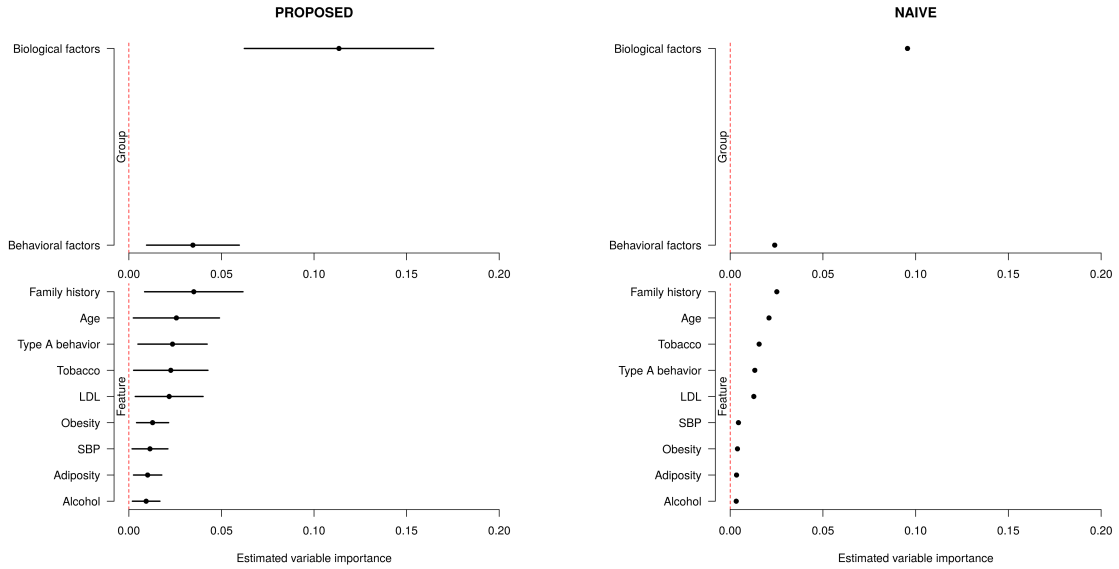 PROPOSED
Biological factors
Group
Behavioral factors
0.00 0.05 0.10 0.15 0.20
Family history
Age
Type A behavior
Tobacco
LDL
Feature
Obesity
SBP
Adiposity
Alcohol
0.00 0.05 0.10 0.15 0.20
Estimated variable importance
NAIVE
Biological factors
Group
Behavioral factors
0.00 0.05 0.10 0.15 0.20
Family history
Age
Tobacco
Type A behavior
LDL
Feature
SBP
Obesity
Adiposity
Alcohol
0.00 0.05 0.10 0.15 0.20
Estimated variable importance